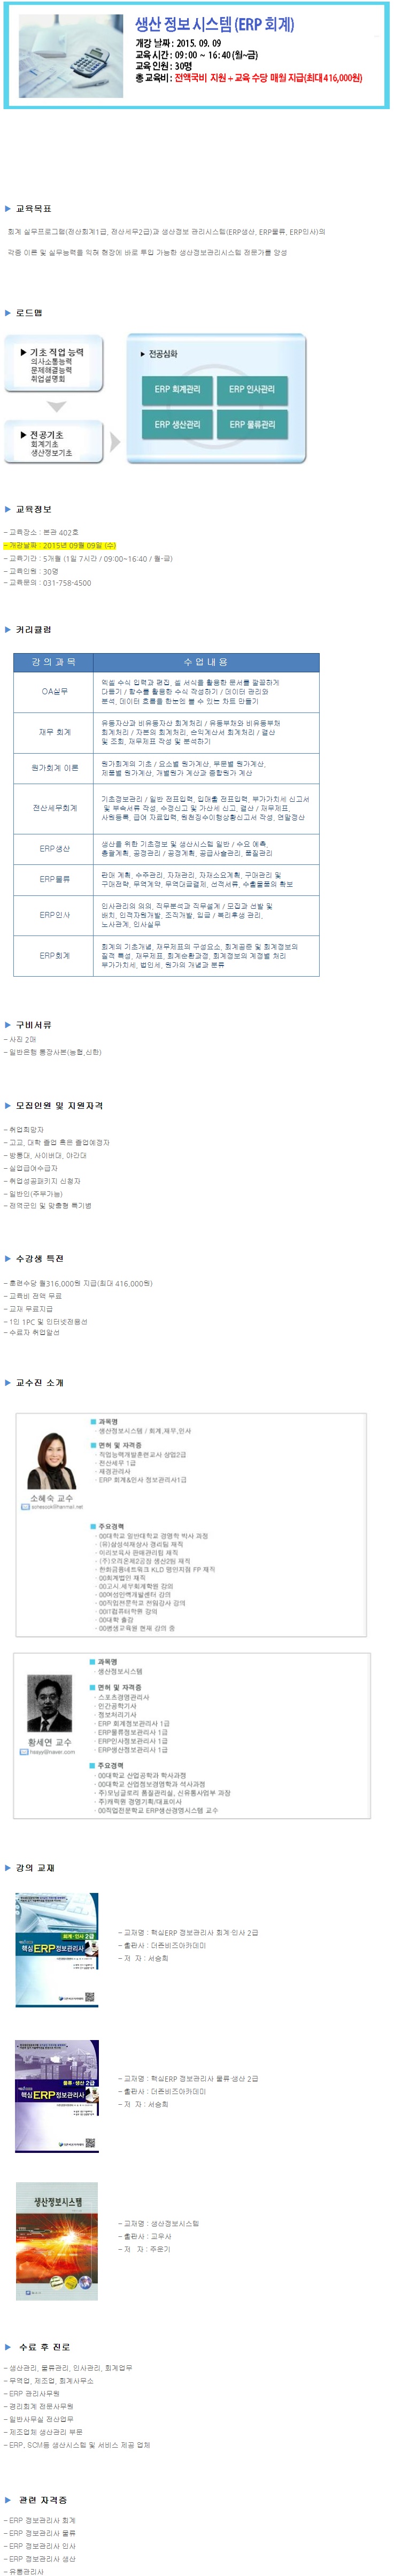 생산 정보 시스템 (ERP 회계)
개강 날짜 : 2015. 09. 09
교육 시간 : 09 : 00 ~ 16 : 40 (월~금)
교육 인원 : 30명
총 교육비 : 전액국비 지원 + 교육 수당 매월 지급(최대 416,000원)
▶ 교육목표
회계 실무프로그램(전산회계1급, 전산세무2급)과 생산정보 관리시스템(ERP생산, ERP물류, ERP인사)의
각종 이론 및 실무능력을 익혀 현장에 바로 투입 가능한 생산정보관리시스템 전문가를 양성
▶ 로드맵
▶ 기초 직업 능력
의사소통능력
문제해결능력
취업설명회
▶ 전공기초
회계기초
생산정보기초
▶ 전공심화
ERP 회계관리
ERP 인사관리
ERP 생산관리
ERP 물류관리
▶ 교육정보
– 교육장소 : 본관 402호
– 개강날짜 : 2015년 09월 09일 (수)
– 교육기간 : 5개월 (1일 7시간 / 09:00~16:40 / 월-금)
– 교육인원 : 30명
– 교육문의 : 031-758-4500
▶ 커리큘럼
강 의 과 목
수 업 내 용
OA실무
엑셀 수식 입력과 편집, 셀 서식을 활용한 문서를 깔끔하게
다듬기 / 함수를 활용한 수식 작성하기 / 데이터 관리와
분석, 데이터 흐름을 한눈에 볼 수 있는 차트 만들기
재무 회계
유동자산과 비유동자산 회계처리 / 유동부채와 비유동부채
회계처리 / 자본의 회계처리, 손익계산서 회계처리 / 결산
및 조회, 재무제표 작성 및 분석하기
원가회계 이론
원가회계의 기초 / 요소별 원가계산, 부문별 원가계산,
제품별 원가계산, 개별원가 계산과 종합원가 계산
전산세무회계
기초정보관리 / 일반 전표입력, 입매출 전표입력, 부가가치세 신고서
및 부속서류 작성, 수정신고 및 가산세 신고, 결산 / 재무제표,
사원등록, 급여 자료입력, 원천징수이행상황신고서 작성, 연말정산
ERP생산
생산을 위한 기초정보 및 생산시스템 일반 / 수요 예측,
총괄계획, 공정관리 / 공정계획, 공급사슬관리, 품질관리
ERP물류
판매 계획, 수주관리, 자재관리, 자재소요계획, 구매관리 및
구매전략, 무역계약, 무역대금결제, 선적서류, 수출물품의 확보
ERP인사
인사관리의 의의, 직무분석과 직무설계 / 모집과 선발 및
배치, 인적자원개발, 조직개발, 임금 / 복리후생 관리,
노사관계, 인사실무
ERP회계
회계의 기초개념, 재무제표의 구성요소, 회계공준 및 회계정보의
질적 특성, 재무제표, 회계순환과정, 회계정보의 계정별 처리
부가가치세, 법인세, 원가의 개념과 분류
▶ 구비서류
– 사진 2매
– 일반은행 통장사본(농협,신한)
▶ 모집인원 및 지원자격
– 취업희망자
– 고교, 대학 졸업 혹은 졸업예정자
– 방통대, 사이버대, 야간대
– 실업급여수급자
– 취업성공패키지 신청자
– 일반인(주부가능)
– 전역군인 및 맞춤형 특기병
▶ 수강생 특전
– 훈련수당 월316,000원 지급(최대 416,000원)
– 교육비 전액 무료
– 교재 무료지급
– 1인 1PC 및 인터넷전용선
– 수료자 취업알선
▶ 교수진 소개
■ 과목명
· 생산정보시스템 / 회계,재무,인사
■ 면허 및 자격증
· 직업능력개발훈련교사 상업2급
· 전산세무 1급
· 재경관리사
· ERP 회계&인사 정보관리사1급
소혜숙 교수
■ 주요경력
· 00대학교 일반대학교 경영학 박사 과정
· (유)삼성석재상사 경리팀 재직
· 이리모육사 판매관리팀 재직
· (주)오리온제2공장 생산2팀 재직
· 한화금융네트워크 KLD 명인지점 FP 재직
· 00회계법인 재직
· 00고시.세무회계학원 강의
· 00여성인력개발센터 강의
· 00직업전문학교 전임강사 강의
· 00IT컴퓨터학원 강의
· 00대학 출강
· 00평생교육원 현재 강의 중
■ 과목명
· 생산정보시스템
■ 면허 및 자격증
· 스포츠경영관리사
· 인간공학기사
· 정보처리기사
· ERP 회계정보관리사 1급
· ERP물류정보관리사 1급
· ERP인사정보관리사 1급
· ERP생산정보관리사 1급
황세연 교수
■ 주요경력
· 00대학교 산업공학과 학사과정
· 00대학교 산업정보경영학과 석사과정
· 주)모닝글로리 품질관리실, 신유통사업부 과장
· 주)캐릭원 경영기획/대표이사
· 00직업전문학교 ERP생산경영시스템 교수
▶ 강의 교재
회계·인사 2급
핵심ERP 정보관리사
– 교재명 : 핵심ERP 정보관리사 회계·인사 2급
– 출판사 : 더존비즈아카데미
– 저 자 : 서승희
물류·생산 2급
핵심ERP 정보관리사
– 교재명 : 핵심ERP 정보관리사 물류·생산 2급
– 출판사 : 더존비즈아카데미
– 저 자 : 서승희
생산정보시스템
– 교재명 : 생산정보시스템
– 출판사 : 교우사
– 저 자 : 주운기
▶ 수료 후 진로
– 생산관리, 물류관리, 인사관리, 회계업무
– 무역업, 제조업, 회계사무소
– ERP 관리사무원
– 경리회계 전문사무원
– 일반사무실 전산업무
– 제조업체 생산관리 부문
– ERP, SCM등 생산시스템 및 서비스 제공 업체
▶ 관련 자격증
– ERP 정보관리사 회계
– ERP 정보관리사 물류
– ERP 정보관리사 인사
– ERP 정보관리사 생산
– 유통관리사